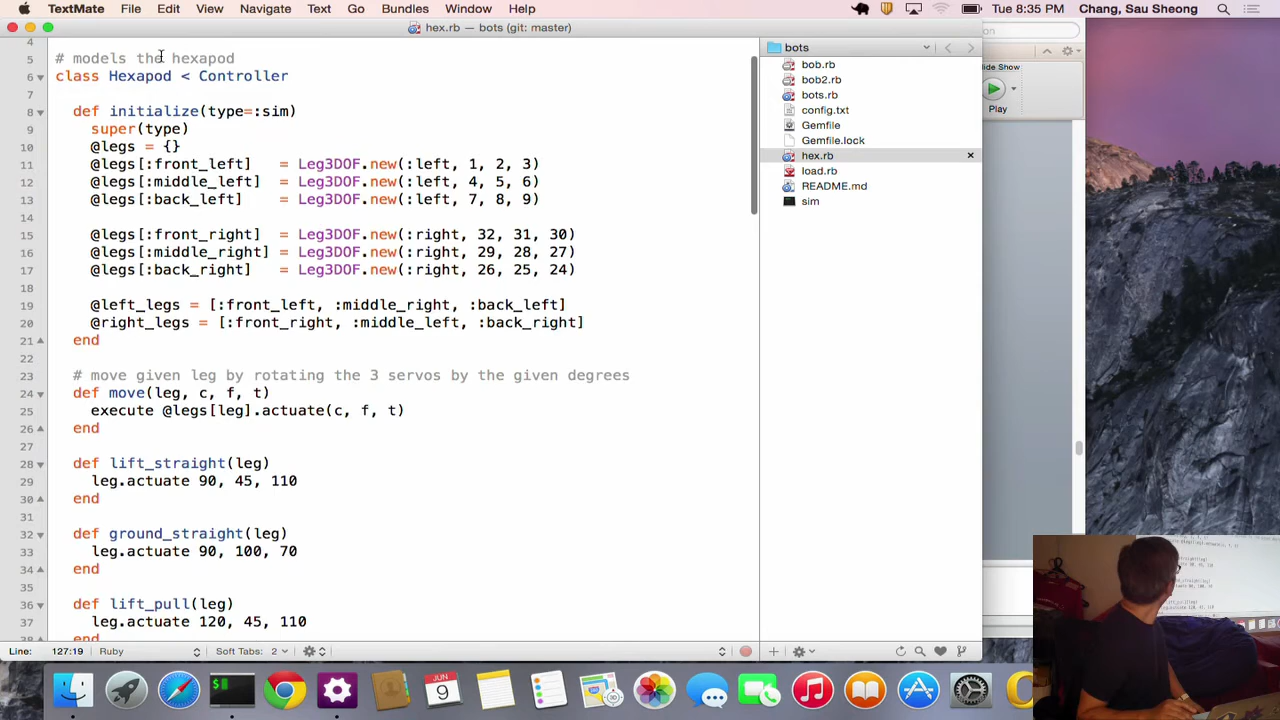 TextMate File Edit View Navigate Text Go Bundles Window Help
Tue 8:35 PM Chang, Sau Sheong
hex.rb — bots (git: master)
4
5 # models the hexapod
6 class Hexapod < Controller
7
8 def initialize(type=:sim)
9 super(type)
10 @legs = {}
11 @legs[:front_left] = Leg3DOF.new(:left, 1, 2, 3)
12 @legs[:middle_left] = Leg3DOF.new(:left, 4, 5, 6)
13 @legs[:back_left] = Leg3DOF.new(:left, 7, 8, 9)
14
15 @legs[:front_right] = Leg3DOF.new(:right, 32, 31, 30)
16 @legs[:middle_right] = Leg3DOF.new(:right, 29, 28, 27)
17 @legs[:back_right] = Leg3DOF.new(:right, 26, 25, 24)
18
19 @left_legs = [:front_left, :middle_right, :back_left]
20 @right_legs = [:front_right, :middle_left, :back_right]
21 end
22
23 # move given leg by rotating the 3 servos by the given degrees
24 def move(leg, c, f, t)
25 execute @legs[leg].actuate(c, f, t)
26 end
27
28 def lift_straight(leg)
29 leg.actuate 90, 45, 110
30 end
31
32 def ground_straight(leg)
33 leg.actuate 90, 100, 70
34 end
35
36 def lift_pull(leg)
37 leg.actuate 120, 45, 110
38 end
Line: 127:19 Ruby Soft Tabs: 2
bots
bob.rb
bob2.rb
bots.rb
config.txt
Gemfile
Gemfile.lock
hex.rb
load.rb
README.md
sim
ide Show
Play
JUN
9